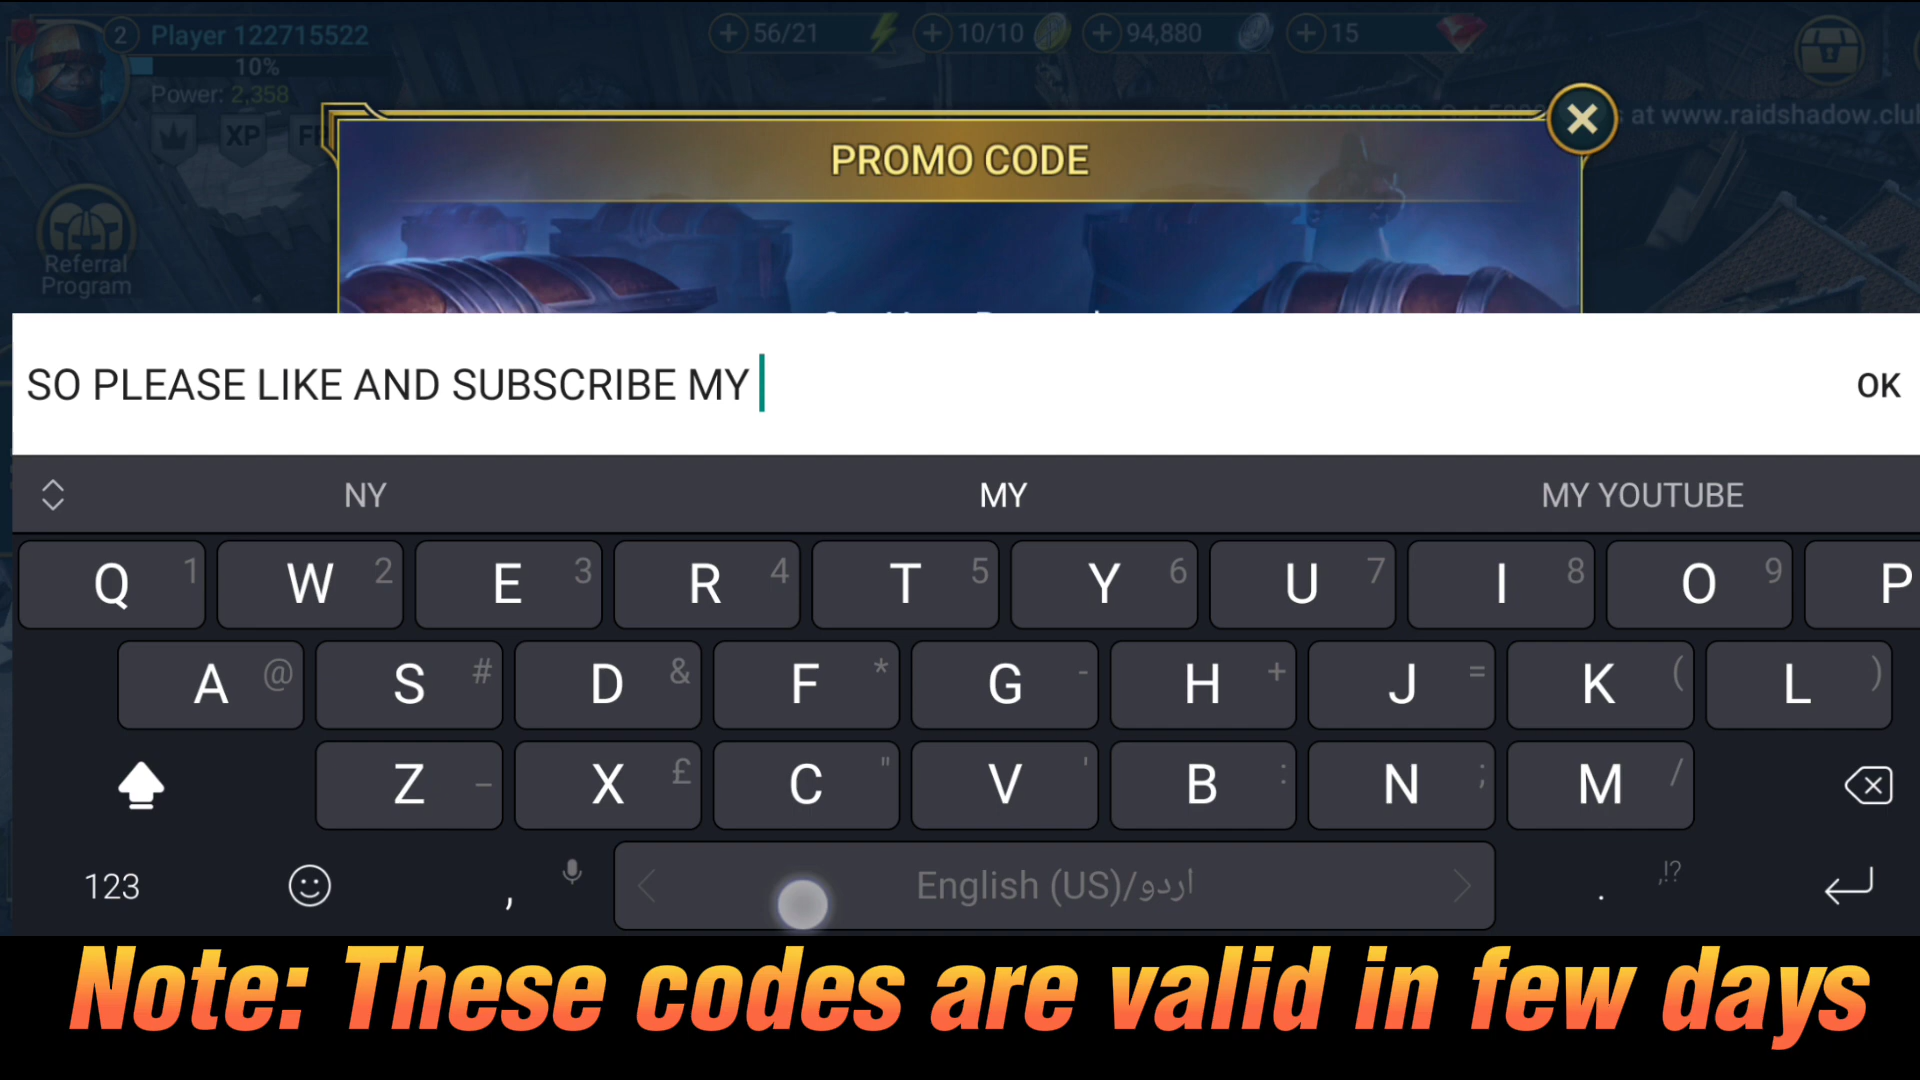 2 Player 122715522
56/21
10/10
94,880
15
10%
Power: 2,358
XP
at www.raidshadow.clu
PROMO CODE
Referral
Program
SO PLEASE LIKE AND SUBSCRIBE MY
OK
NY MY MY YOUTUBE
Q 1 W 2 E 3 R 4 T 5 Y 6 U 7 I 8 O 9 P
A @ S # D & F * G - H + J = K ( L )
Z _ X £ C " V ' B : N ; M /
123 , English (US)/اردو . ,!?
Note: These codes are valid in few days